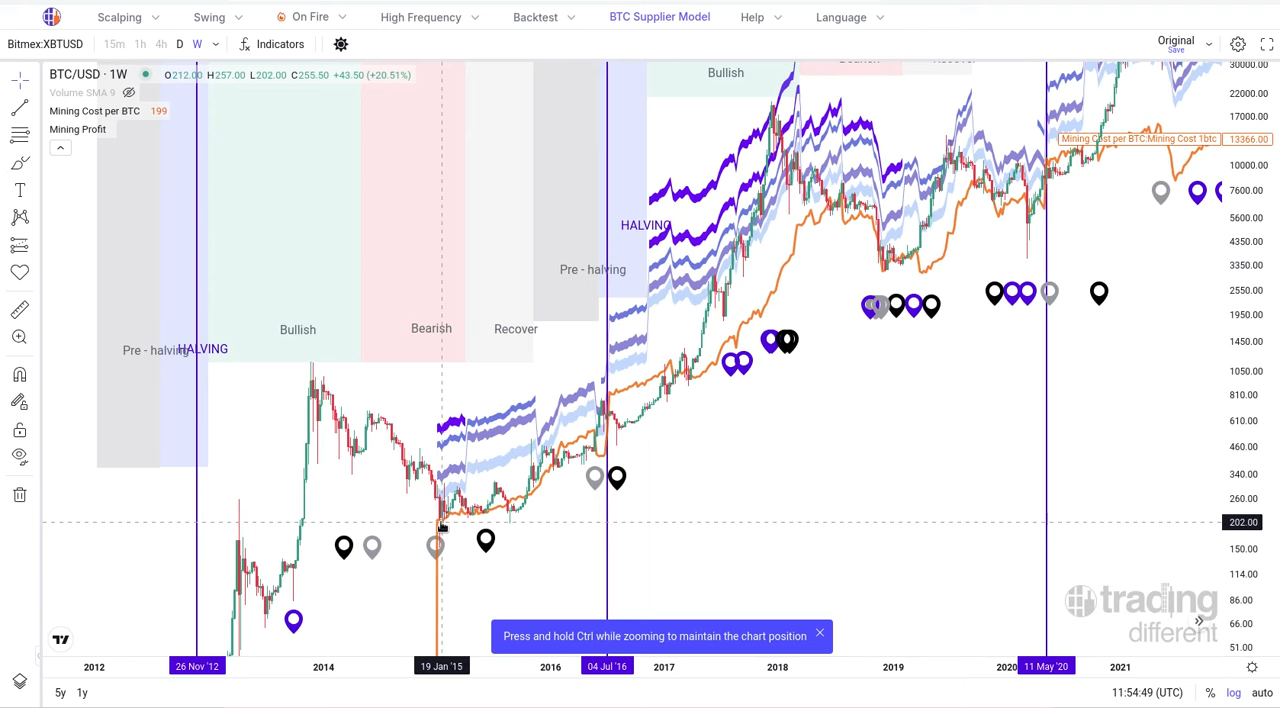 Scalping Swing On Fire High Frequency Backtest BTC Supplier Model Help Language
Bitmex:XBTUSD 15m 1h 4h D W Indicators Original
Save
BTC/USD · 1W O212.00 H257.00 L202.00 C255.50 +43.50 (+20.51%)
Volume SMA 9
Mining Cost per BTC 199
Mining Profit
Bullish
30000.00
22000.00
17000.00
Mining Cost per BTC:Mining Cost 1btc 13366.00
10000.00
7600.00
5600.00
HALVING
4350.00
Pre - halving
3350.00
2550.00
1950.00
Bullish Bearish Recover
Pre - halving
HALVING
1450.00
1050.00
810.00
610.00
460.00
340.00
260.00
202.00
150.00
114.00
86.00
66.00
51.00
trading
different
Press and hold Ctrl while zooming to maintain the chart position
2012 26 Nov '12 2014 19 Jan '15 2016 04 Jul '16 2017 2018 2019 2020 11 May '20 2021
5y 1y 11:54:49 (UTC) % log auto